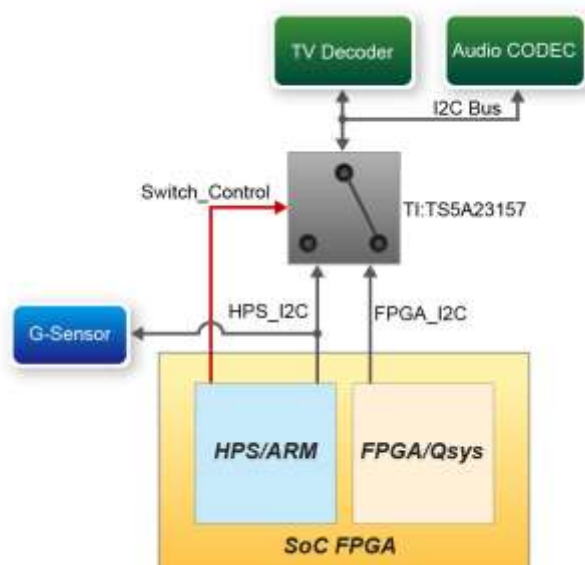 TV Decoder
Audio CODEC
I2C Bus
Switch_Control
TI:TS5A23157
HPS_I2C
FPGA_I2C
G-Sensor
HPS/ARM
FPGA/Qsys
SoC FPGA